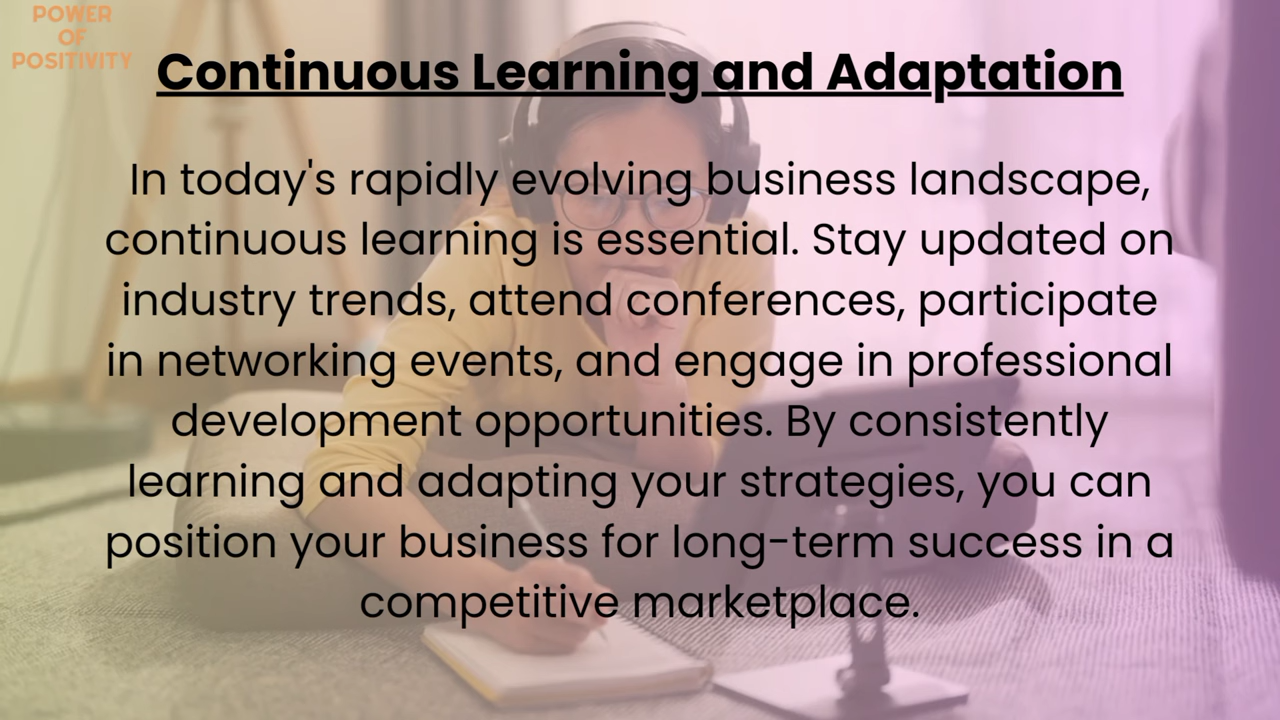 POWER
OF
POSITIVITY
Continuous Learning and Adaptation
In today's rapidly evolving business landscape,
continuous learning is essential. Stay updated on
industry trends, attend conferences, participate
in networking events, and engage in professional
development opportunities. By consistently
learning and adapting your strategies, you can
position your business for long-term success in a
competitive marketplace.